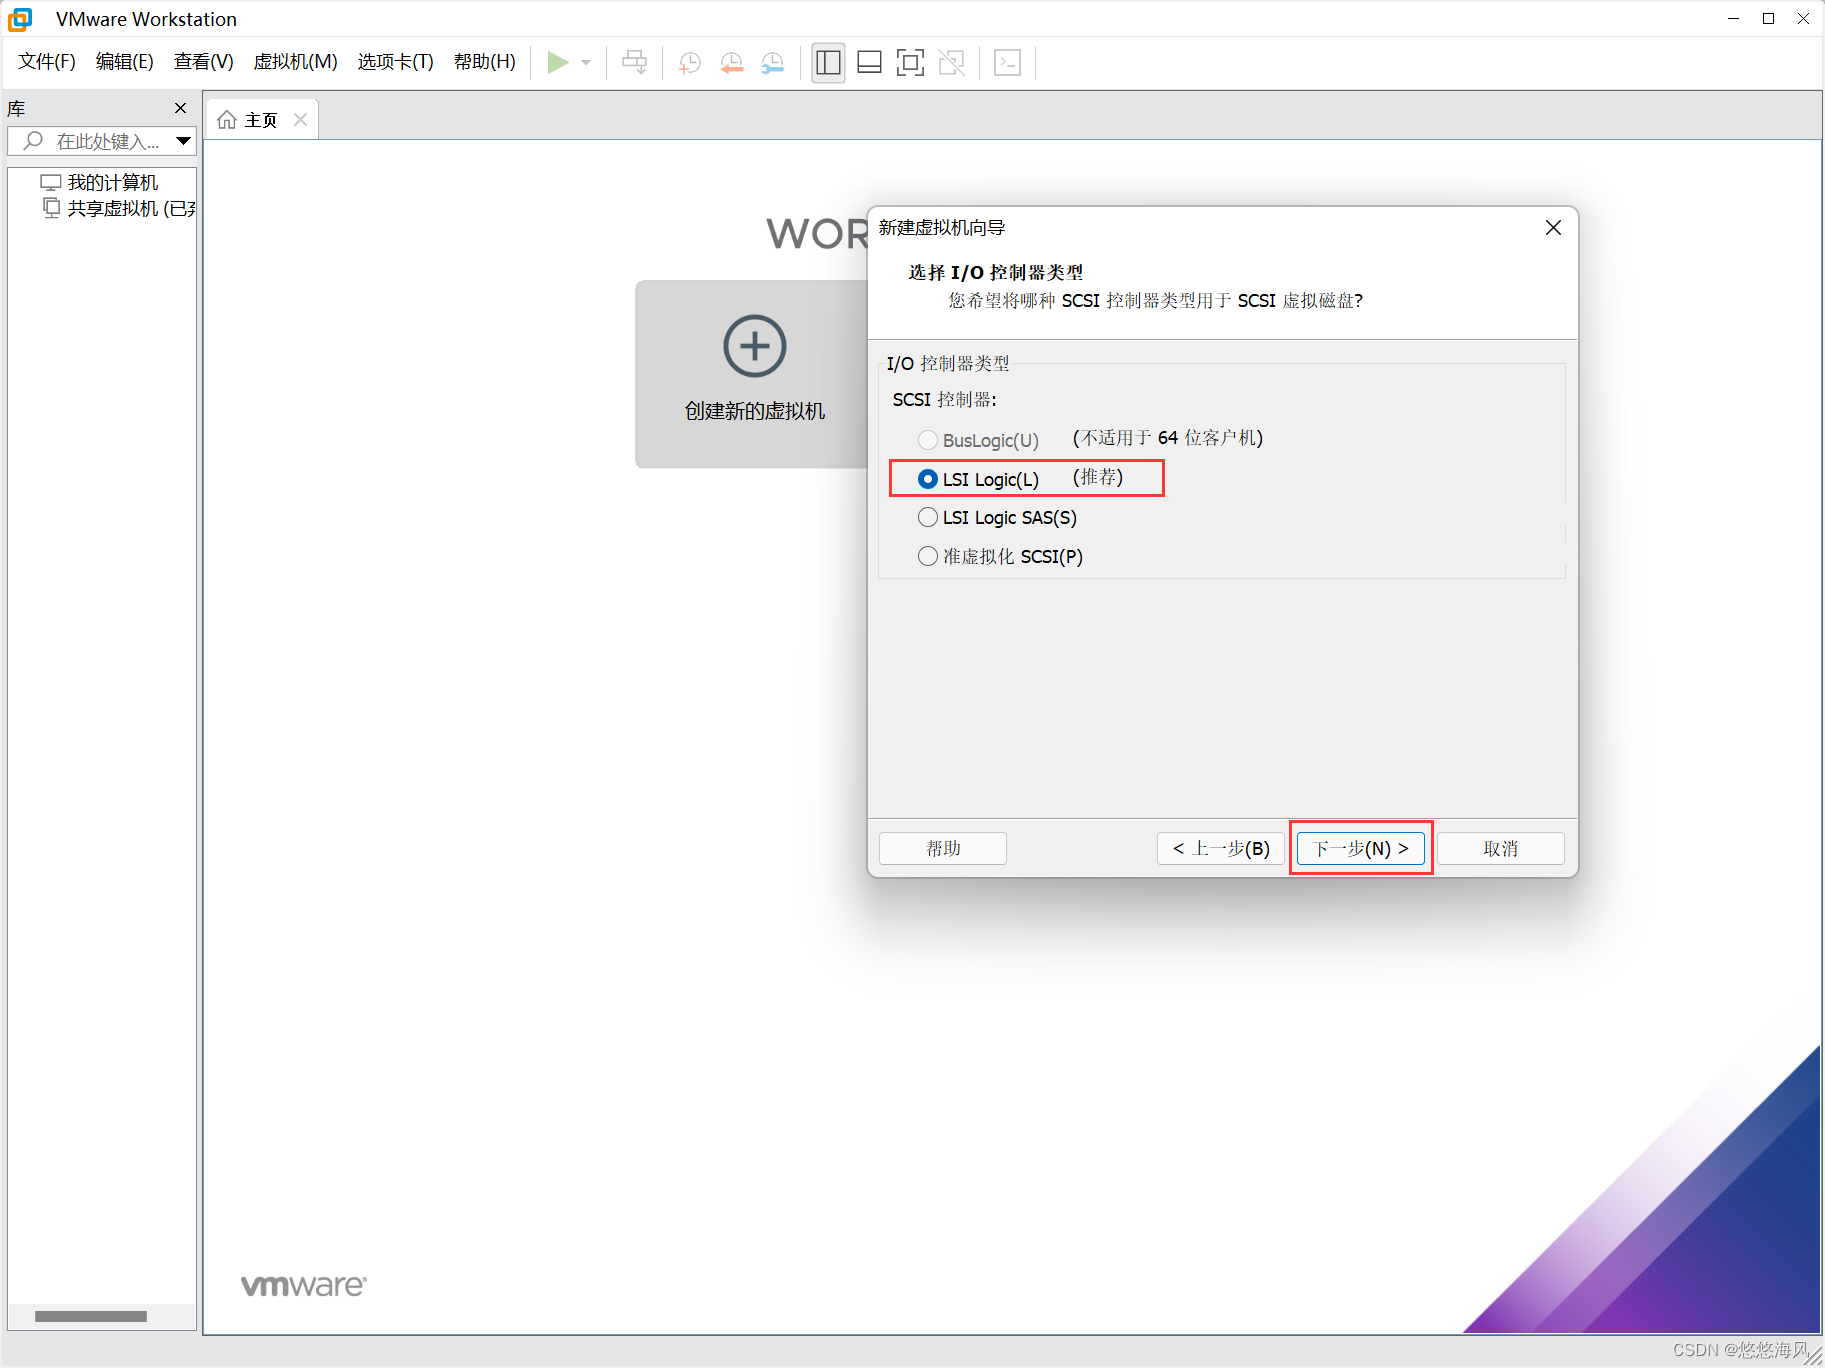 VMware Workstation
文件(F) 编辑(E) 查看(V) 虚拟机(M) 选项卡(T) 帮助(H)
库
主页
在此处键入...
我的计算机
共享虚拟机 (已
WOR
创建新的虚拟机
新建虚拟机向导
选择 I/O 控制器类型
您希望将哪种 SCSI 控制器类型用于 SCSI 虚拟磁盘?
I/O 控制器类型
SCSI 控制器:
BusLogic(U) (不适用于 64 位客户机)
LSI Logic(L) (推荐)
LSI Logic SAS(S)
准虚拟化 SCSI(P)
帮助 < 上一步(B) 下一步(N) > 取消
vmware®
CSDN @悠悠海风